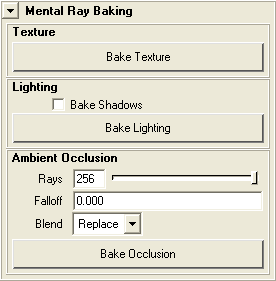 Mental Ray Baking
Texture
Bake Texture
Lighting
Bake Shadows
Bake Lighting
Ambient Occlusion
Rays 256
Falloff 0.000
Blend Replace
Bake Occlusion